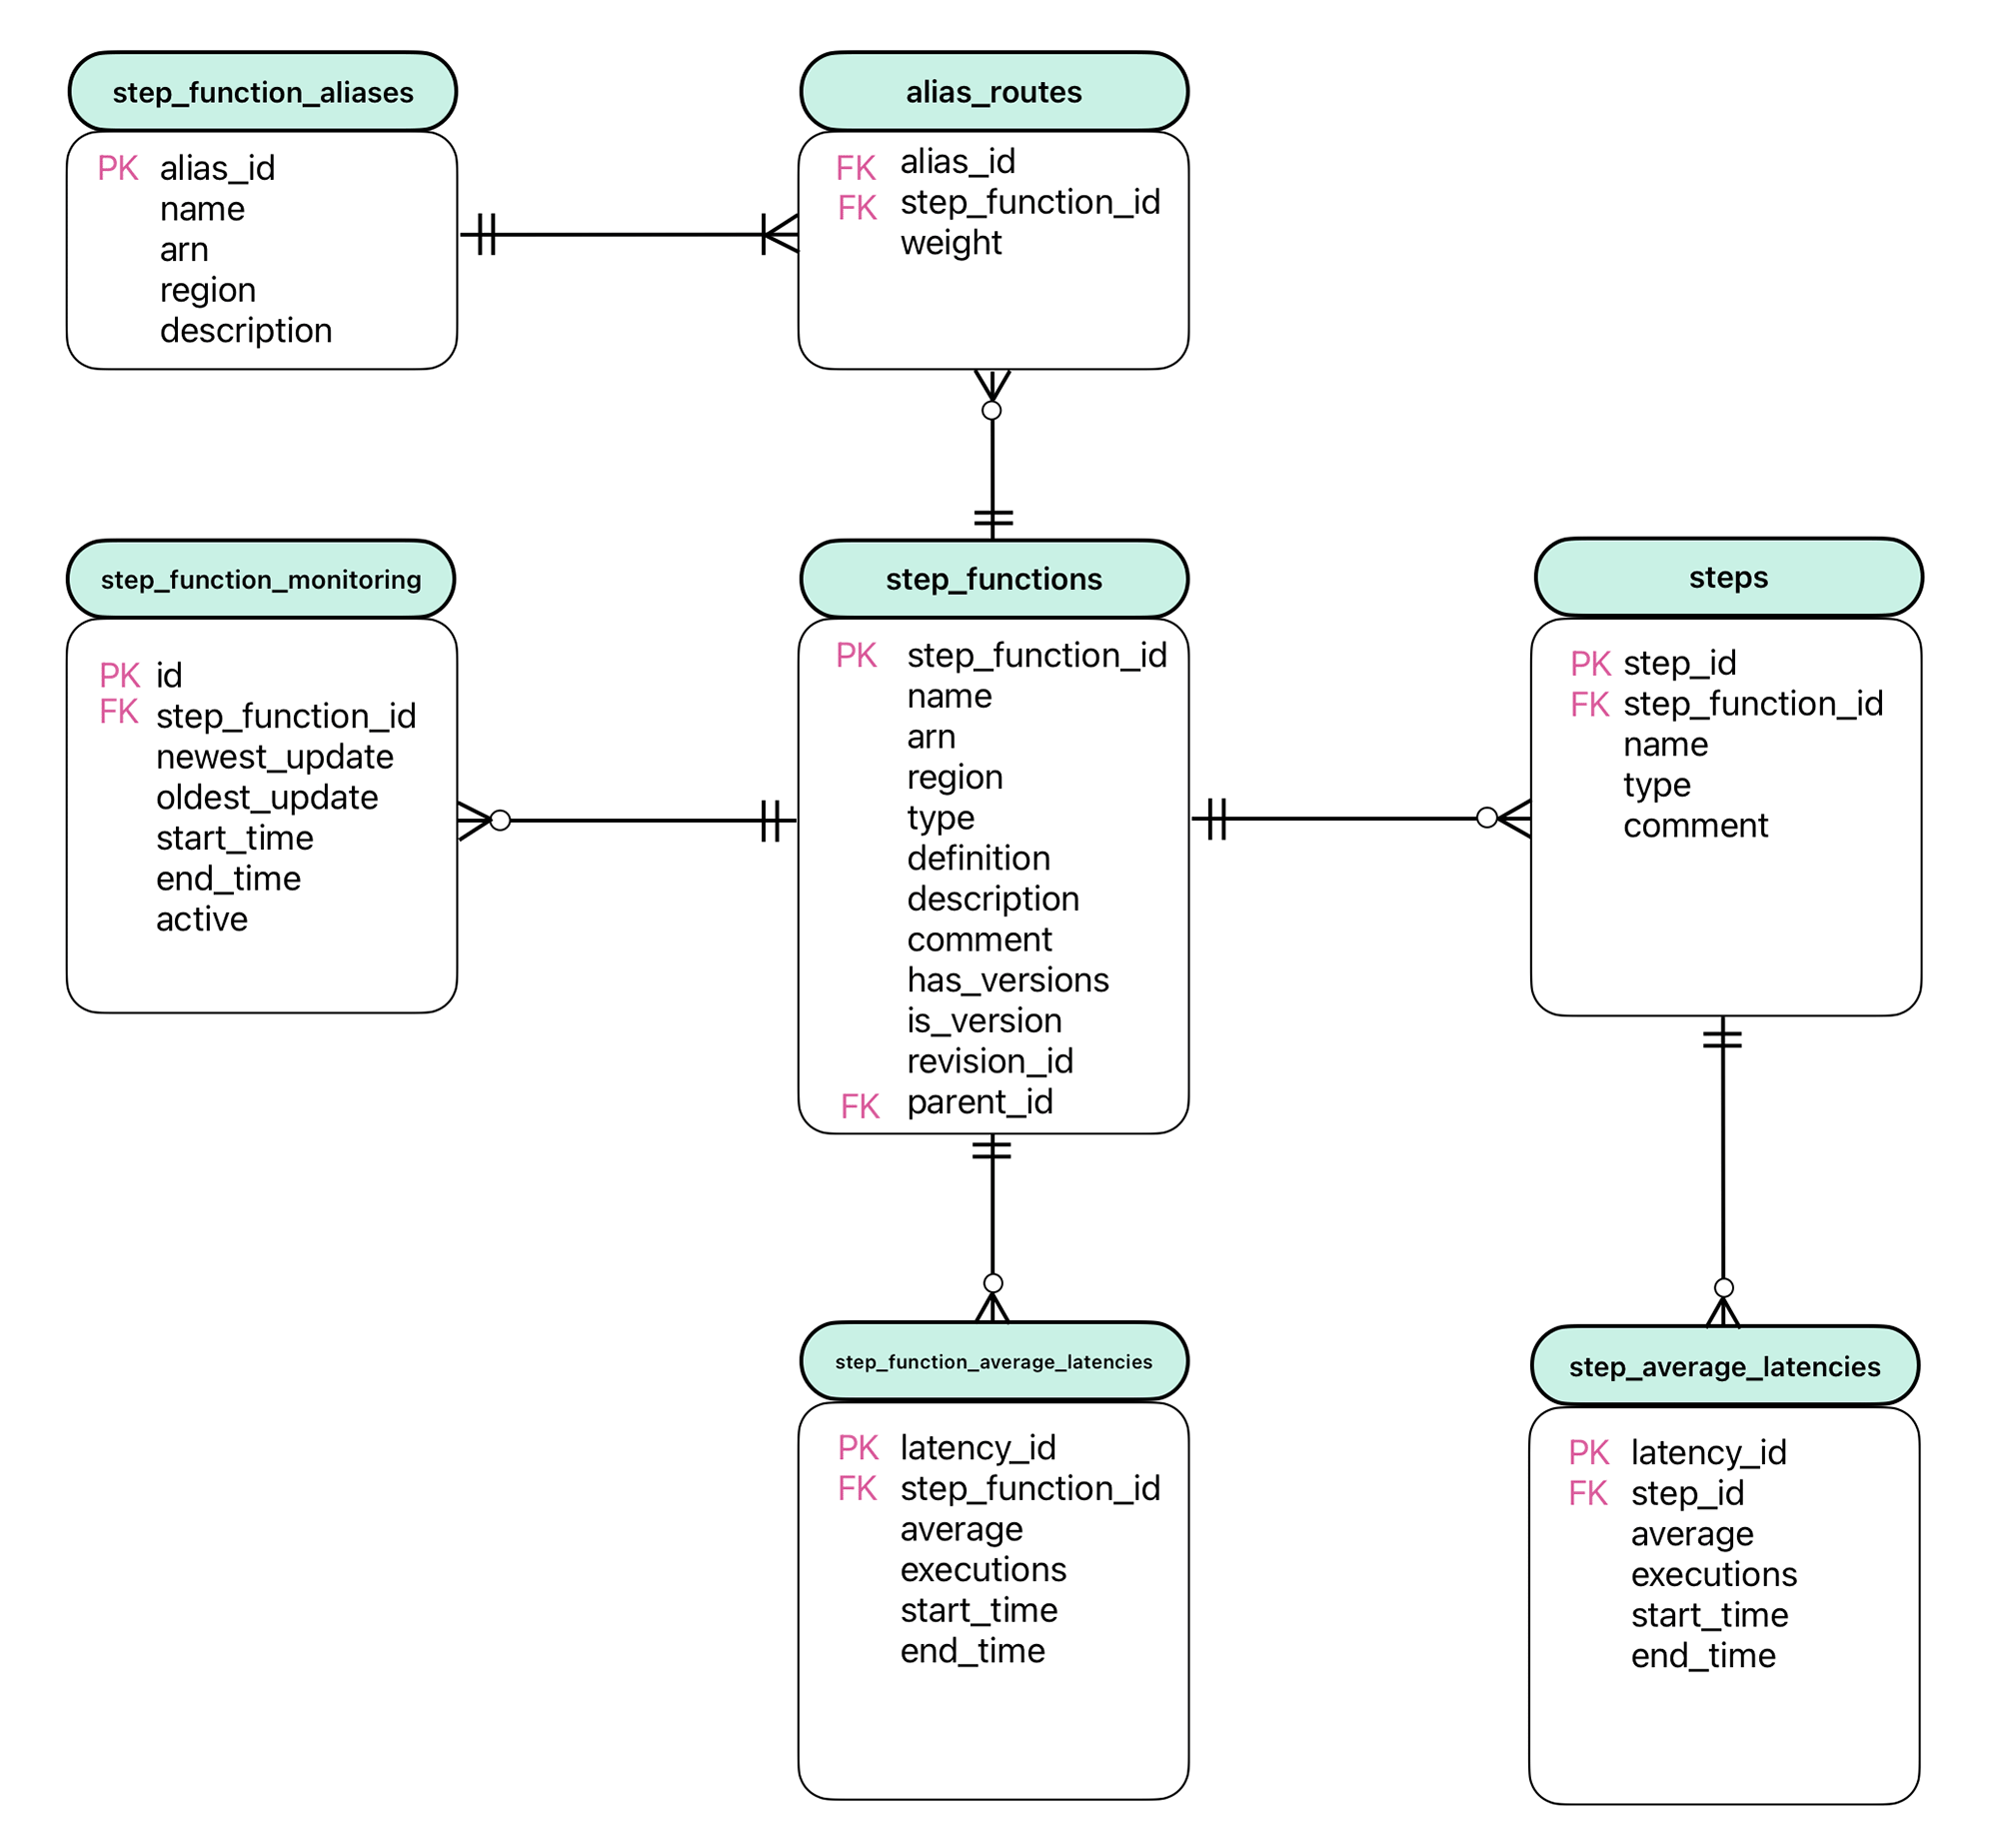 step_function_aliases
PK alias_id
name
arn
region
description
alias_routes
FK alias_id
FK step_function_id
weight
step_function_monitoring
PK id
FK step_function_id
newest_update
oldest_update
start_time
end_time
active
step_functions
PK step_function_id
name
arn
region
type
definition
description
comment
has_versions
is_version
revision_id
FK parent_id
steps
PK step_id
FK step_function_id
name
type
comment
step_function_average_latencies
PK latency_id
FK step_function_id
average
executions
start_time
end_time
step_average_latencies
PK latency_id
FK step_id
average
executions
start_time
end_time